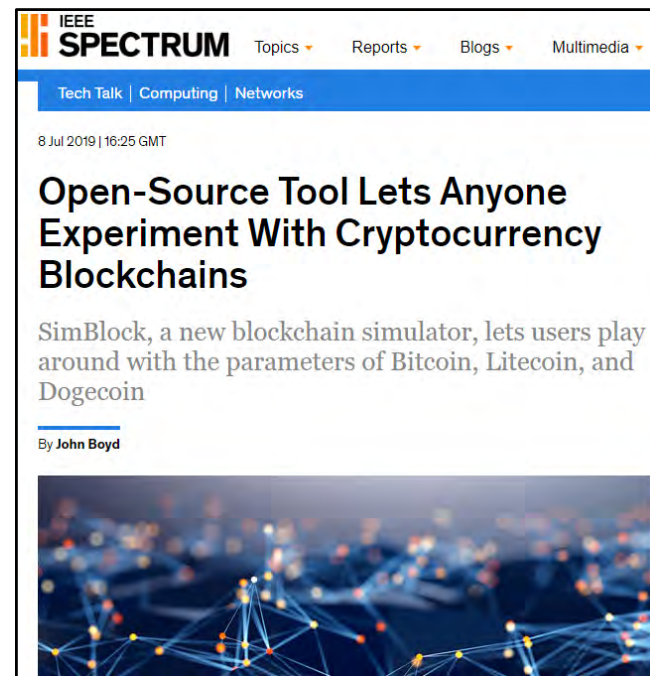 IEEE
SPECTRUM
Topics Reports Blogs Multimedia
Tech Talk | Computing | Networks
8 Jul 2019 | 16:25 GMT
Open-Source Tool Lets Anyone
Experiment With Cryptocurrency
Blockchains
SimBlock, a new blockchain simulator, lets users play
around with the parameters of Bitcoin, Litecoin, and
Dogecoin
By John Boyd